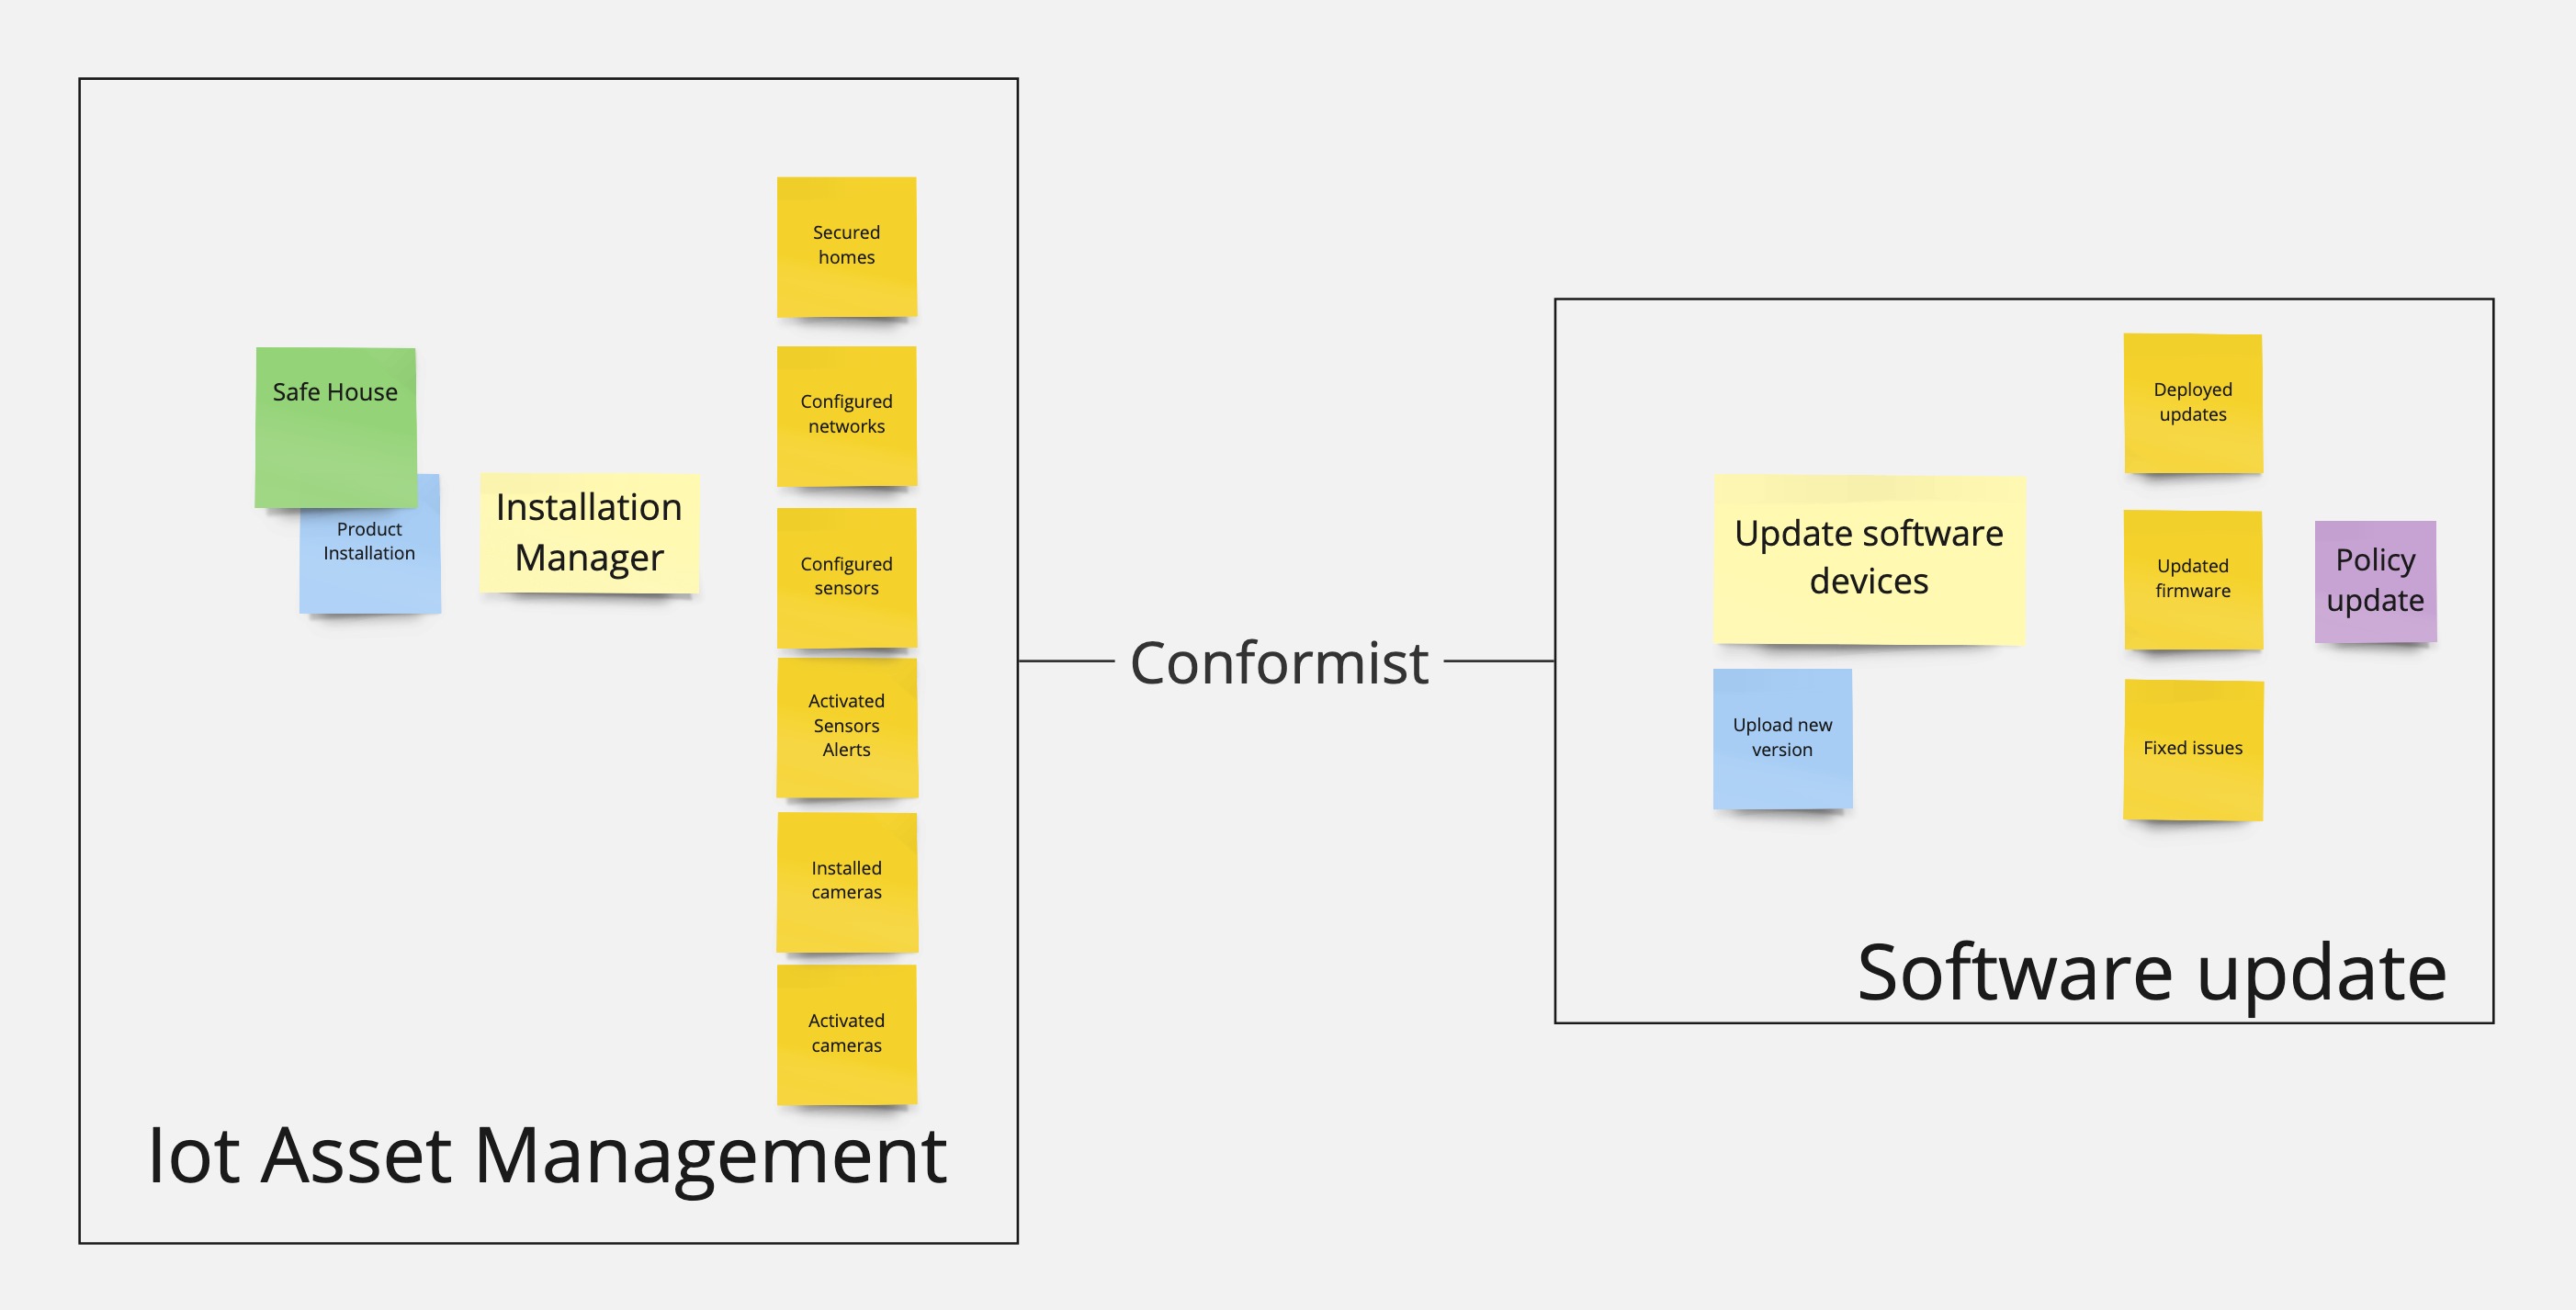 Secured
homes
Safe House
Configured
networks
Product
Installation
Installation
Manager
Configured
sensors
Activated
Sensors
Alerts
Installed
cameras
Activated
cameras
Iot Asset Management
Conformist
Deployed
updates
Update software
devices
Updated
firmware
Policy
update
Upload new
version
Fixed issues
Software update